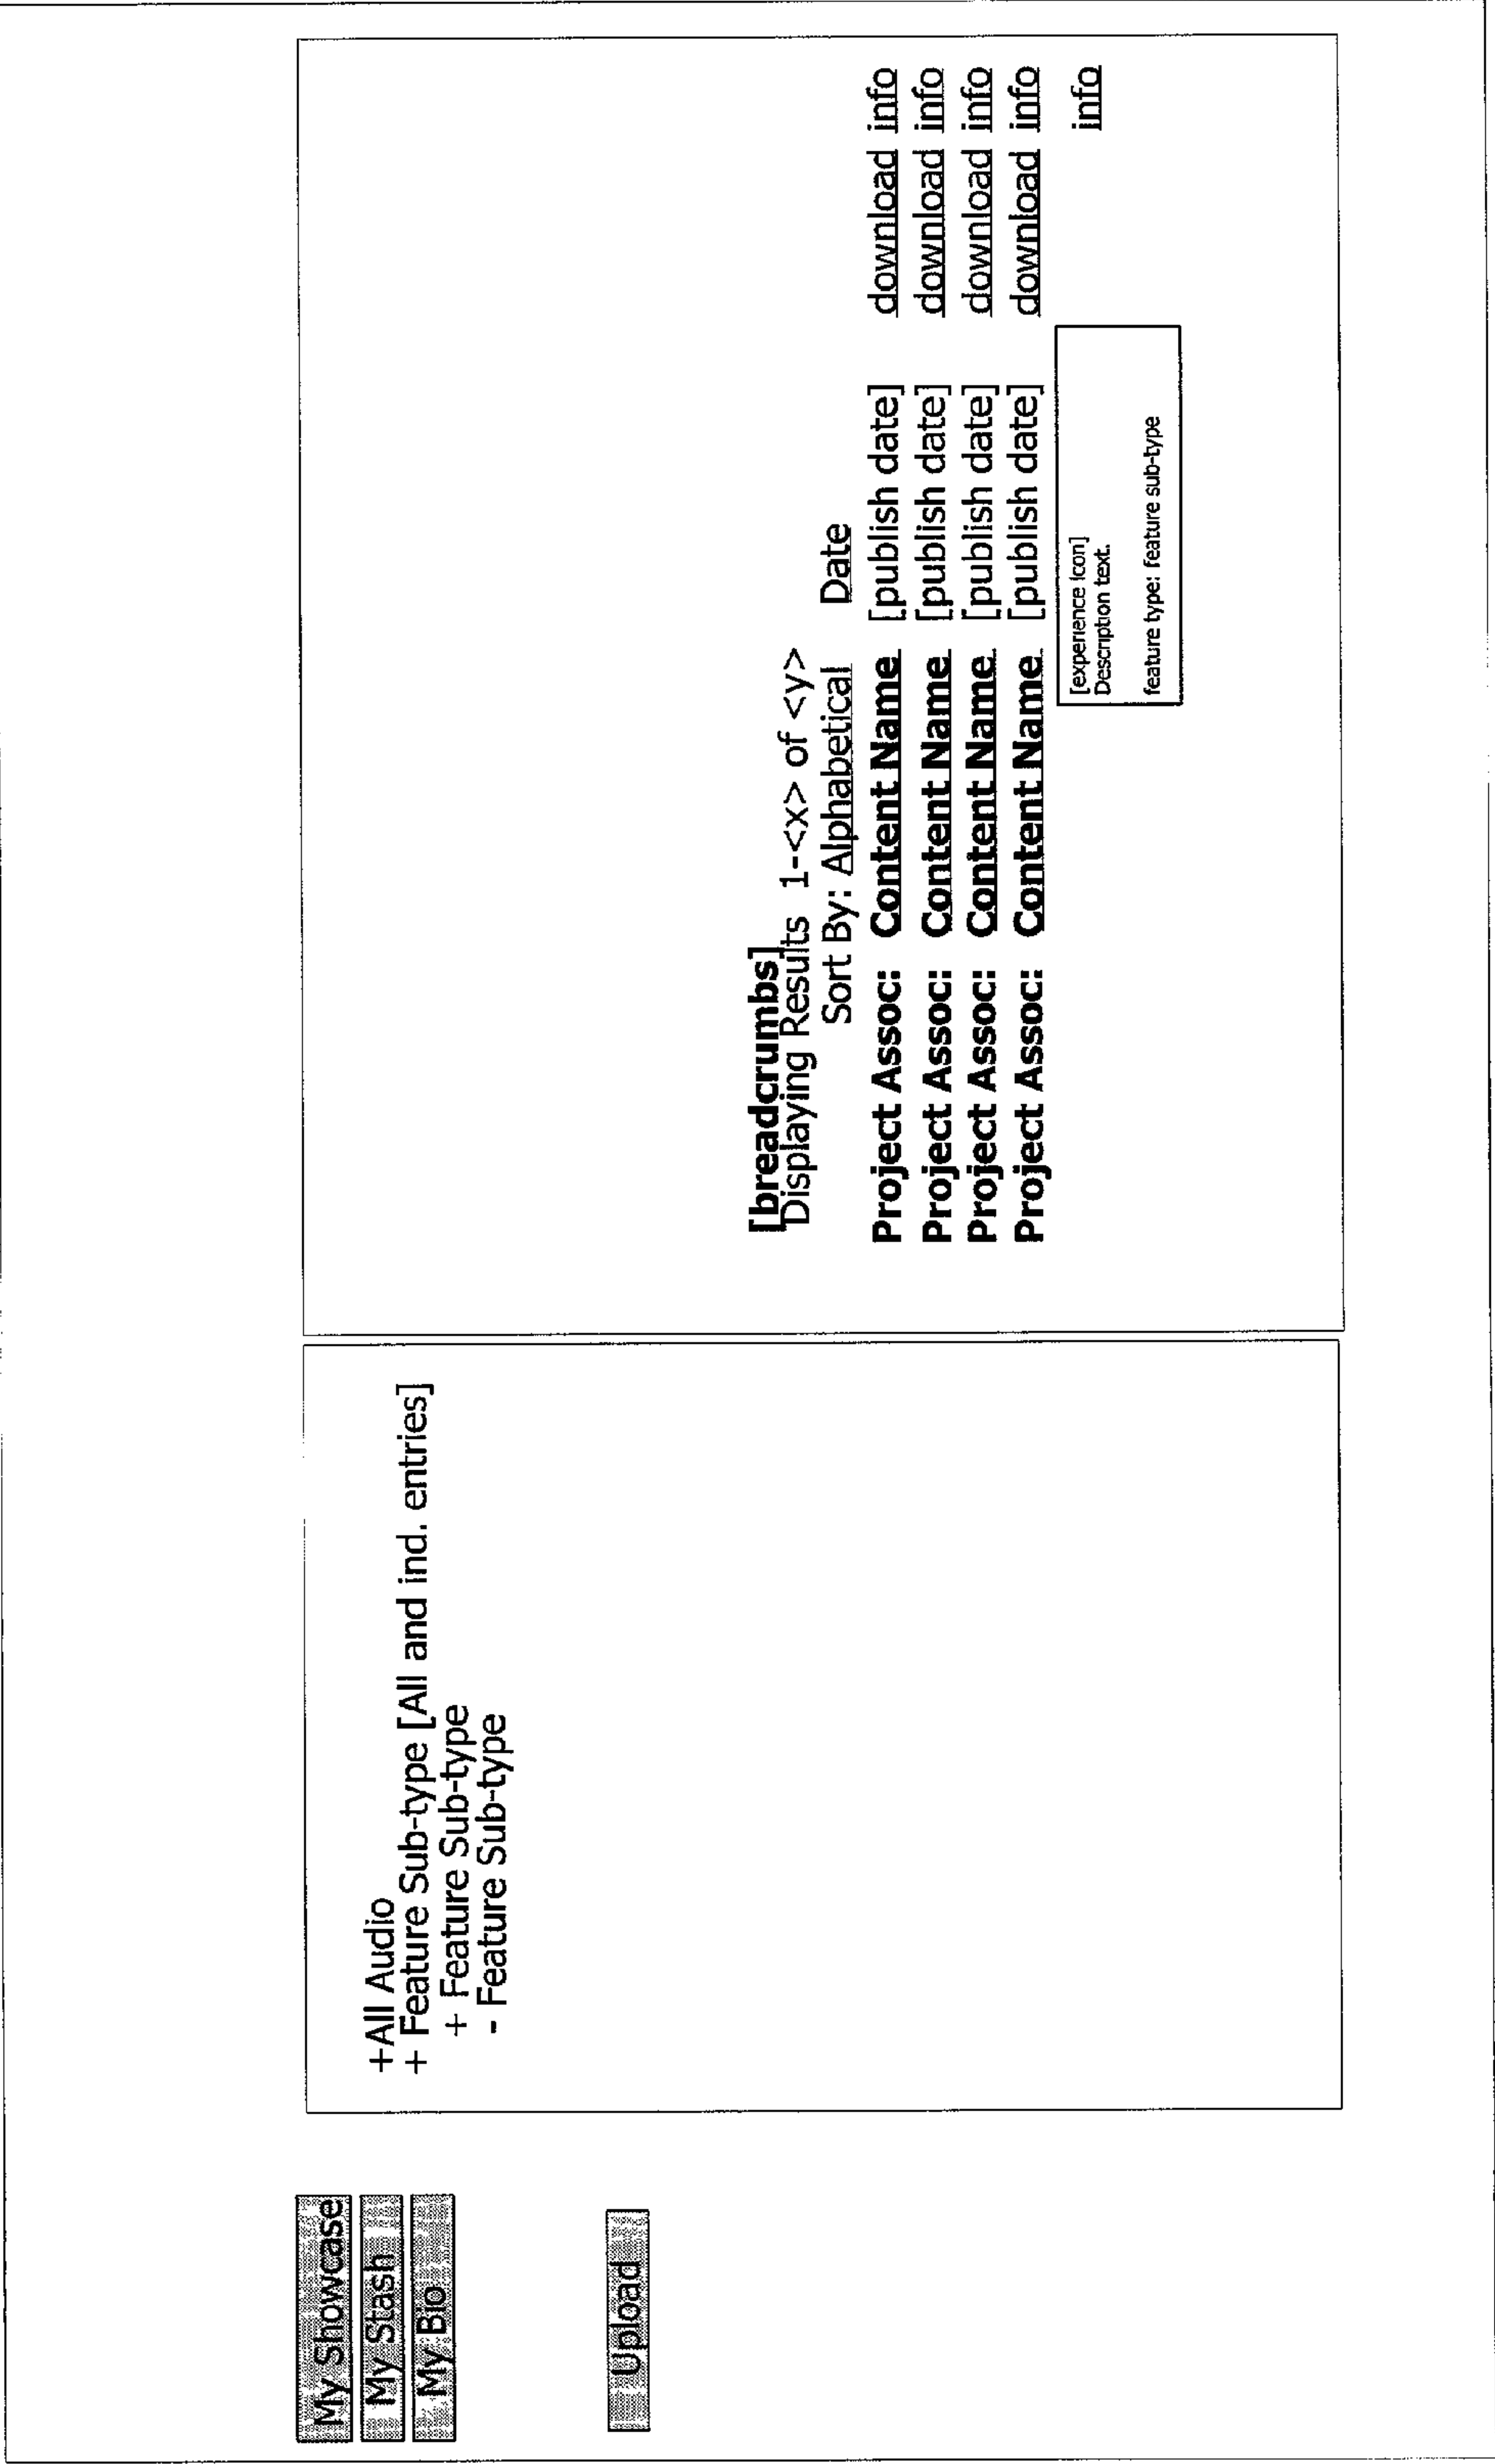 My Showcase
My Stash
My Bio
Upload
+All Audio
+ Feature Sub-type [All and ind. entries]
+ Feature Sub-type
- Feature Sub-type
[breadcrumbs]
Displaying Results 1-<x> of <y>
Sort By: Alphabetical Date
Project Assoc: Content Name [publish date] download info
Project Assoc: Content Name [publish date] download info
Project Assoc: Content Name [publish date] download info
Project Assoc: Content Name [publish date] download info
info
[experience icon]
Description text.
feature type: feature sub-type